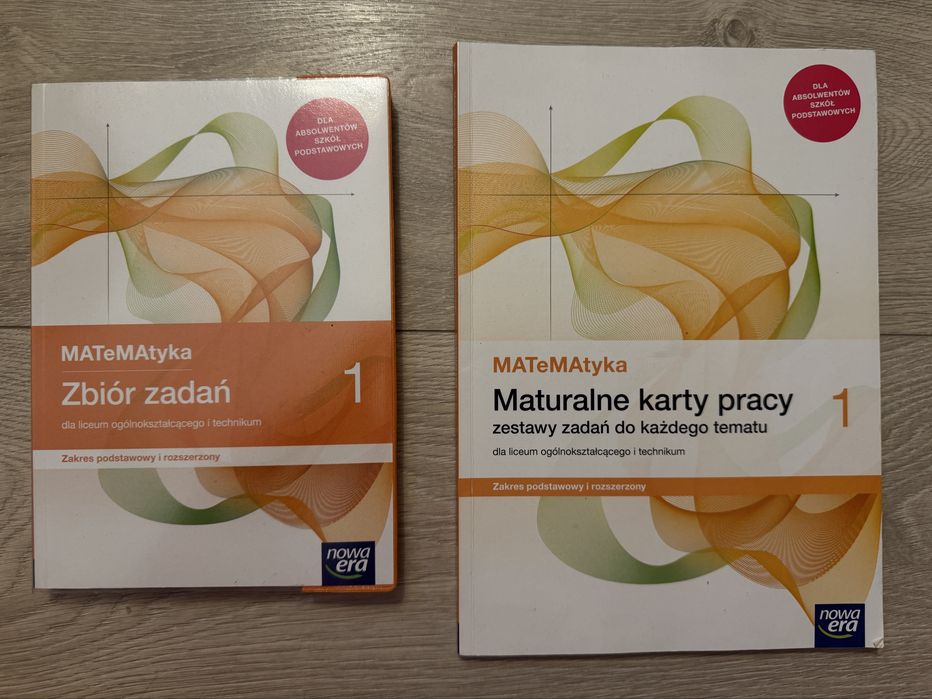 DLA
ABSOLWENTÓW
SZKÓŁ
PODSTAWOWYCH
MATeMAtyka
Zbiór zadań
1
dla liceum ogólnokształcącego i technikum
Zakres podstawowy i rozszerzony
nowa
era
DLA
ABSOLWENTÓW
SZKÓŁ
PODSTAWOWYCH
MATeMAtyka
Maturalne karty pracy
1
zestawy zadań do każdego tematu
dla liceum ogólnokształcącego i technikum
Zakres podstawowy i rozszerzony
nowa
era